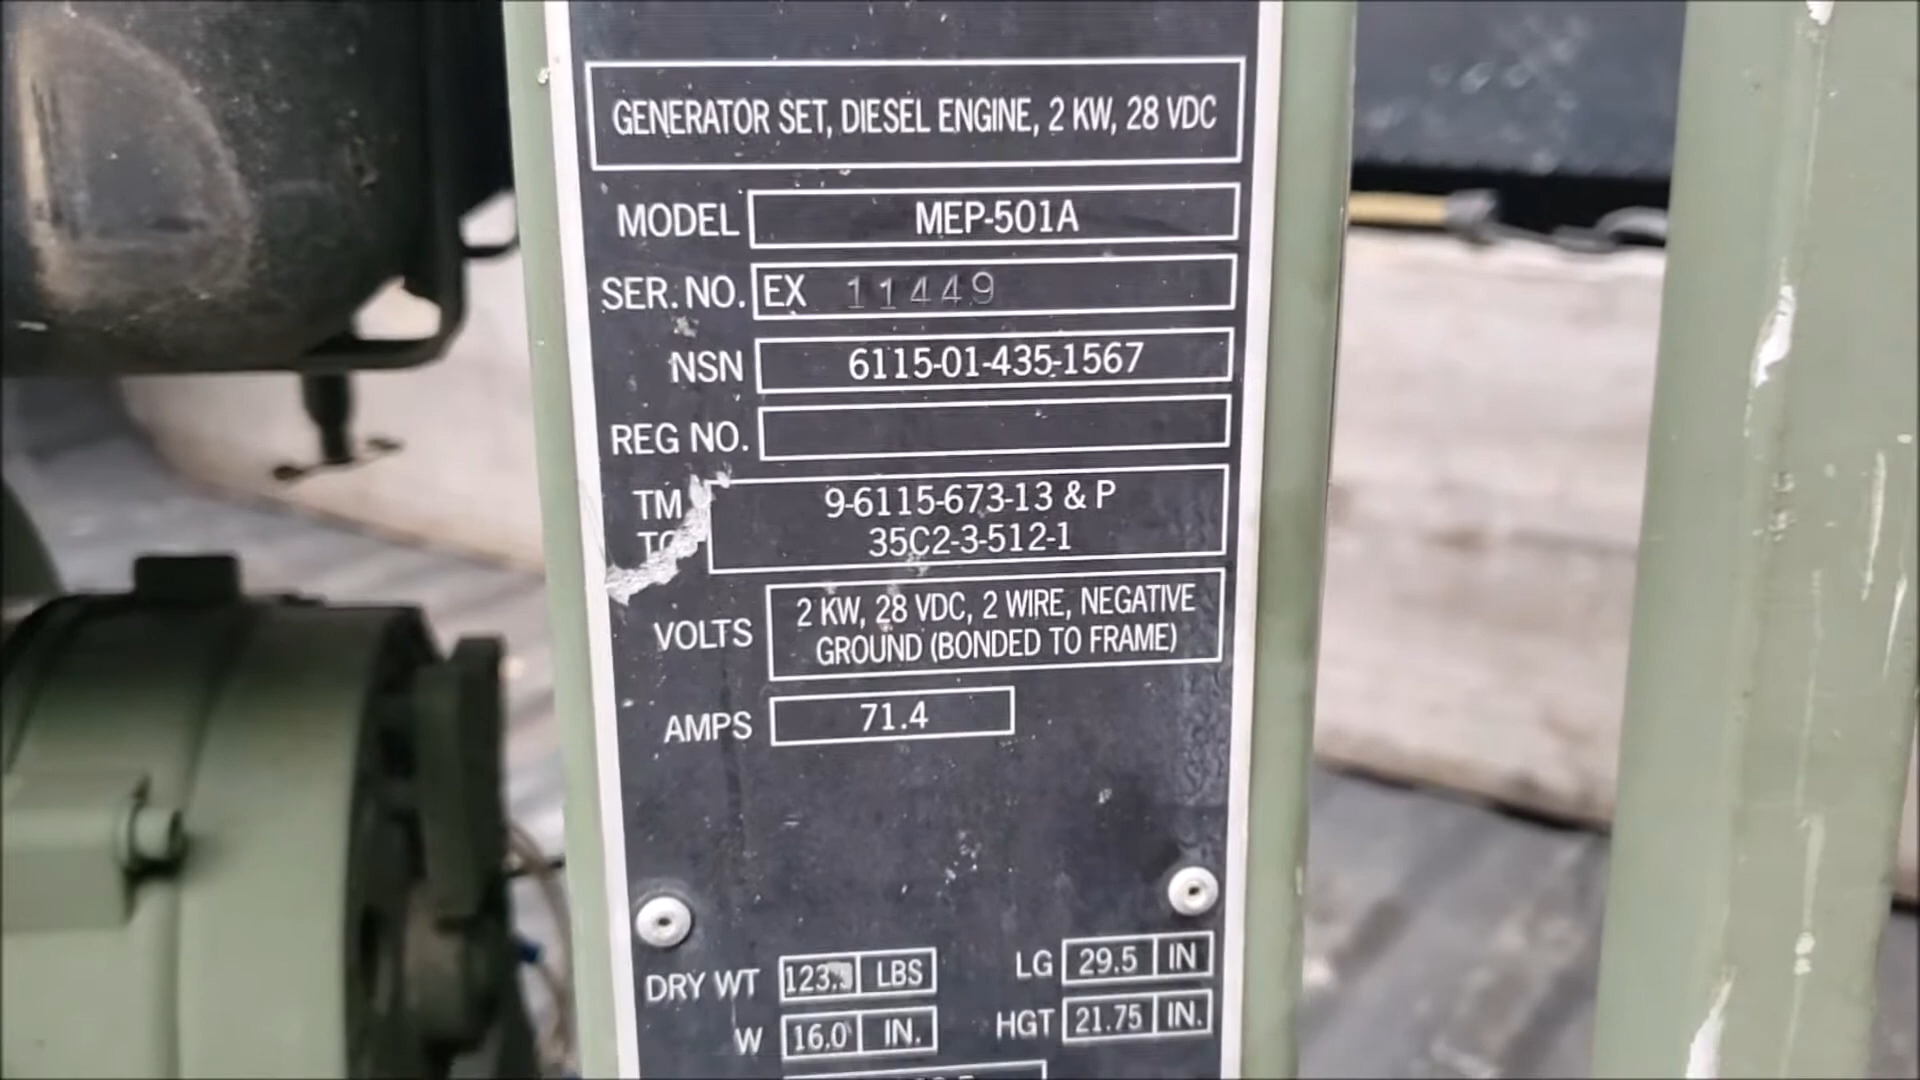 GENERATOR SET, DIESEL ENGINE, 2 KW, 28 VDC
MODEL MEP-501A
SER. NO. EX 11449
NSN 6115-01-435-1567
REG NO.
TM 9-6115-673-13 & P
35C2-3-512-1
VOLTS 2 KW, 28 VDC, 2 WIRE, NEGATIVE
GROUND (BONDED TO FRAME)
AMPS 71.4
DRY WT LBS LG 29.5 IN
W 16.0 IN. HGT 21.75 IN.